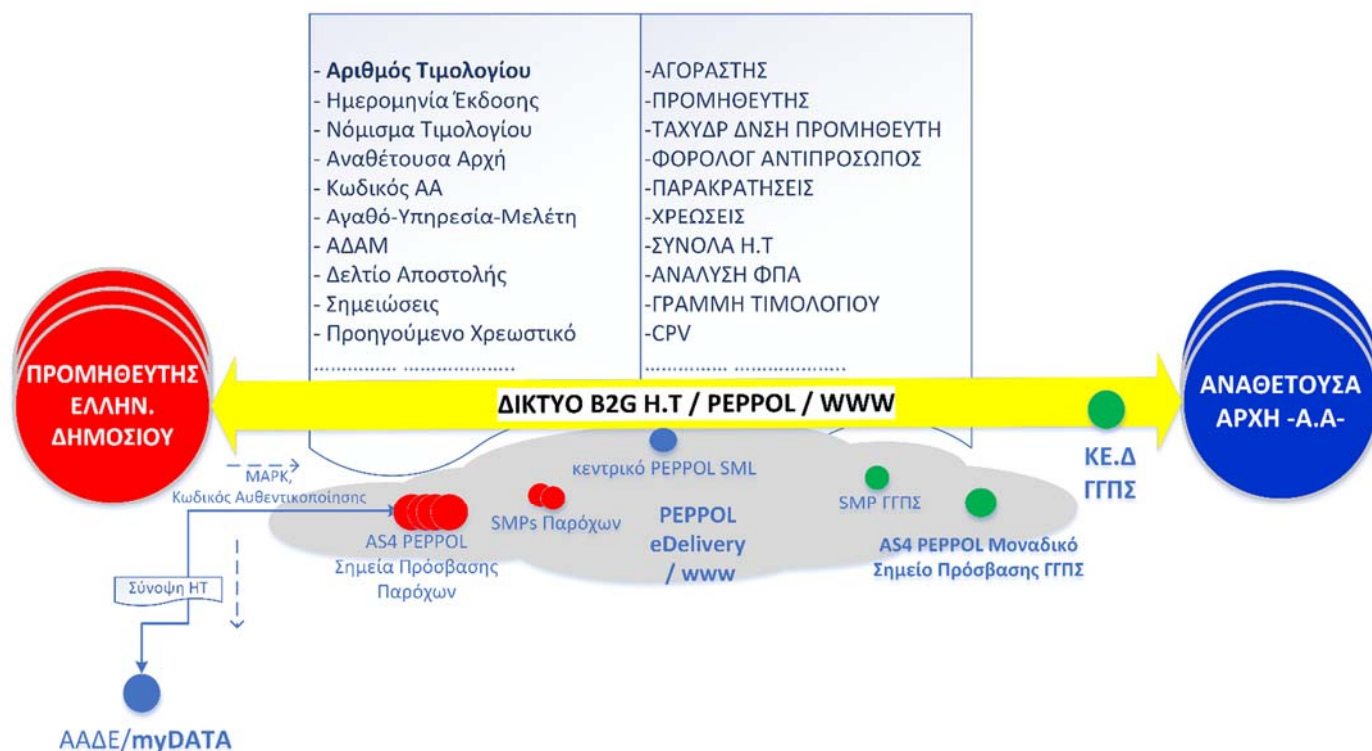 - Αριθμός Τιμολογίου
- Ημερομηνία Έκδοσης
- Νόμισμα Τιμολογίου
- Αναθέτουσα Αρχή
- Κωδικός ΑΑ
- Αγαθό-Υπηρεσία-Μελέτη
- ΑΔΑΜ
- Δελτίο Αποστολής
- Σημειώσεις
- Προηγούμενο Χρεωστικό
................ .....................
-ΑΓΟΡΑΣΤΗΣ
-ΠΡΟΜΗΘΕΥΤΗΣ
-ΤΑΧΥΔΡ ΔΝΣΗ ΠΡΟΜΗΘΕΥΤΗ
-ΦΟΡΟΛΟΓ ΑΝΤΙΠΡΟΣΩΠΟΣ
-ΠΑΡΑΚΡΑΤΗΣΕΙΣ
-ΧΡΕΩΣΕΙΣ
-ΣΥΝΟΛΑ Η.Τ
-ΑΝΑΛΥΣΗ ΦΠΑ
-ΓΡΑΜΜΗ ΤΙΜΟΛΟΓΙΟΥ
-CPV
................ .....................
ΠΡΟΜΗΘΕΥΤΗΣ
ΕΛΛΗΝ.
ΔΗΜΟΣΙΟΥ
ΔΙΚΤΥΟ B2G Η.Τ / PEPPOL / WWW
ΑΝΑΘΕΤΟΥΣΑ
ΑΡΧΗ -Α.Α-
ΚΕ.Δ
ΓΓΠΣ
ΜΑΡΚ,
Κωδικός Αυθεντικοποίησης
κεντρικό PEPPOL SML
SMPs Παρόχων
SMP ΓΓΠΣ
PEPPOL
eDelivery
/ www
AS4 PEPPOL
Σημεία Πρόσβασης
Παρόχων
AS4 PEPPOL Μοναδικό
Σημείο Πρόσβασης ΓΓΠΣ
Σύνοψη ΗΤ
ΑΑΔΕ/myDATA